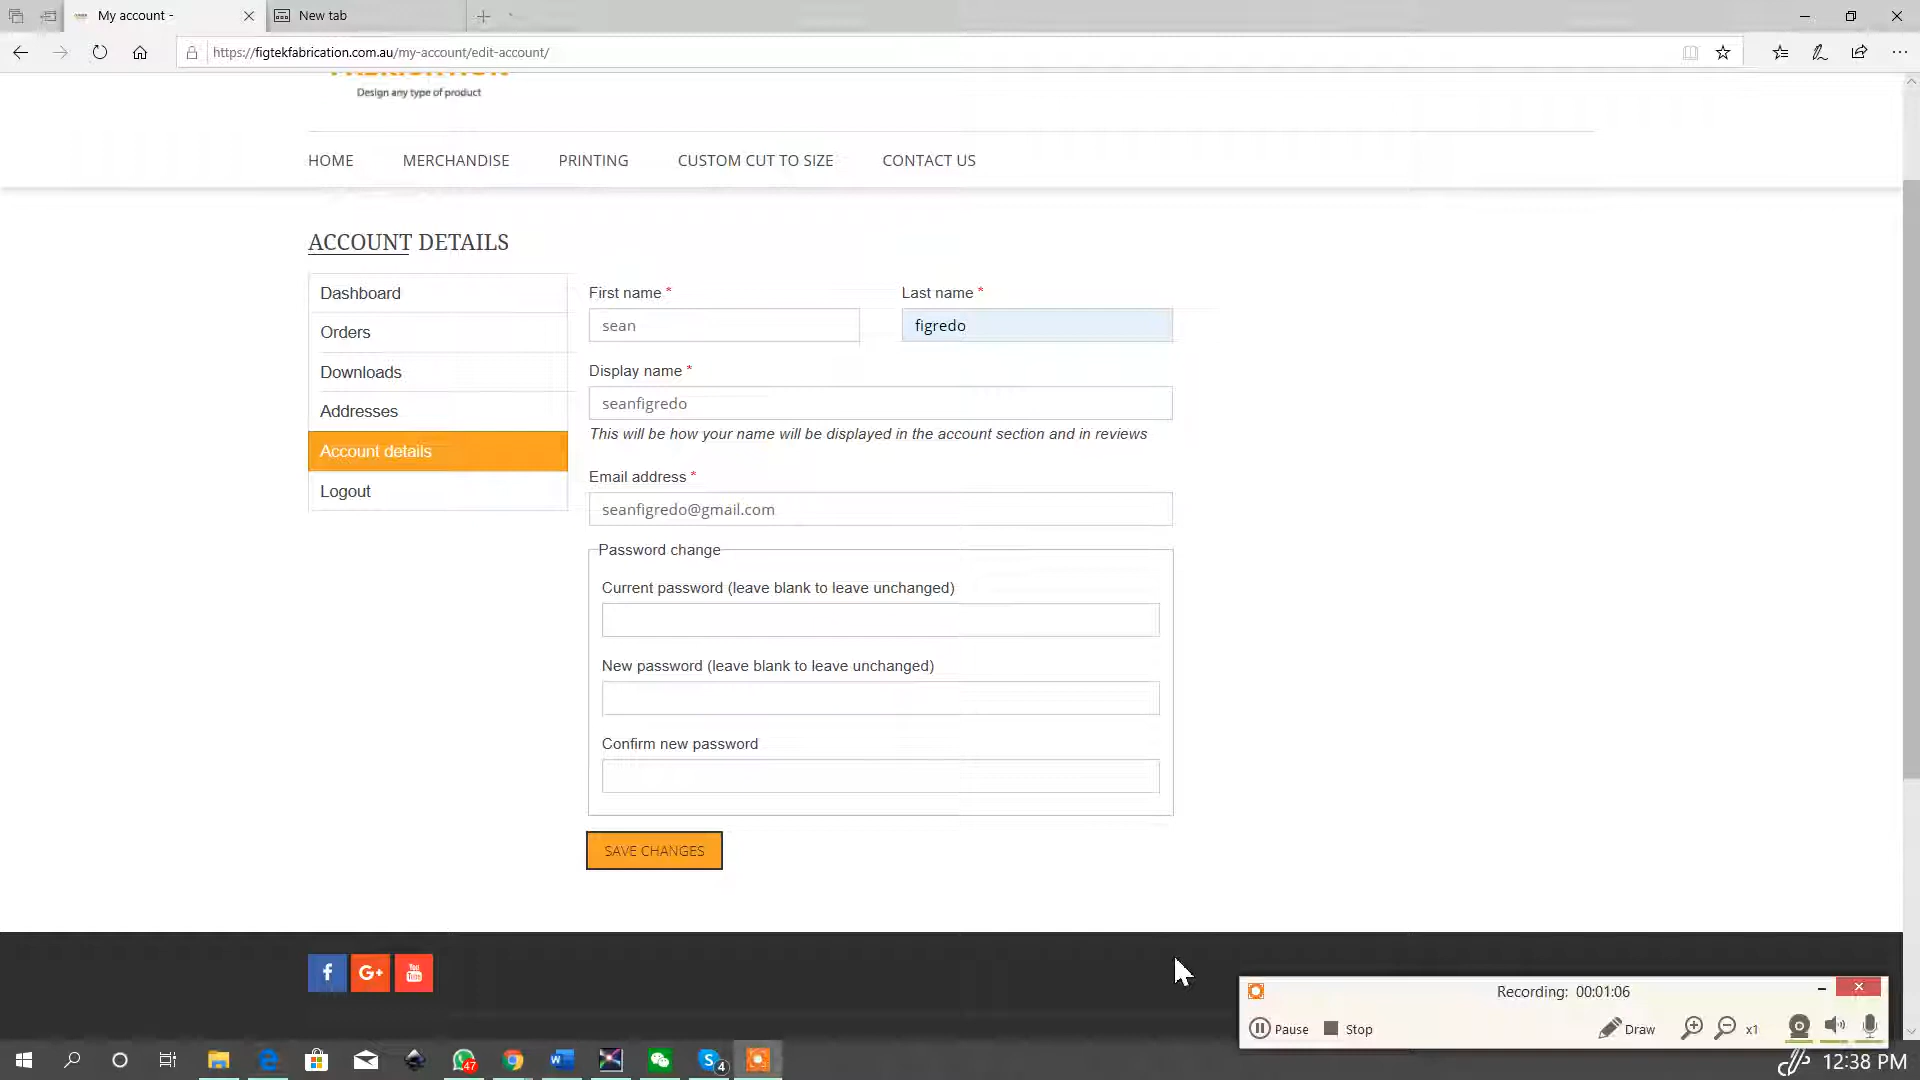 My account -
New tab
https://figtekfabrication.com.au/my-account/edit-account/
Design any type of product
HOME MERCHANDISE PRINTING CUSTOM CUT TO SIZE CONTACT US
ACCOUNT DETAILS
Dashboard
Orders
Downloads
Addresses
Account details
Logout
First name *
Last name *
sean
figredo
Display name *
seanfigredo
This will be how your name will be displayed in the account section and in reviews
Email address *
seanfigredo@gmail.com
Password change
Current password (leave blank to leave unchanged)
New password (leave blank to leave unchanged)
Confirm new password
SAVE CHANGES
f G+ You Tube
Recording: 00:01:06
Pause Stop Draw x1
47 4 12:38 PM